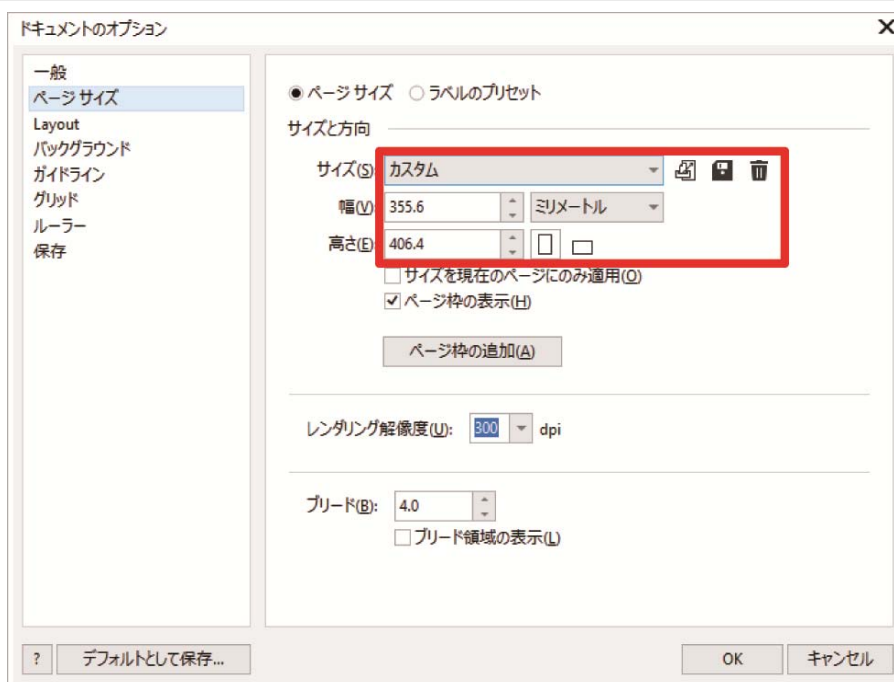 ドキュメントのオプション
一般
ページ サイズ
Layout
バックグラウンド
ガイドライン
グリッド
ルーラー
保存
ページ サイズ ラベルのプリセット
サイズと方向
サイズ(S) カスタム
幅(V) 355.6 ミリメートル
高さ(E) 406.4
サイズを現在のページにのみ適用(O)
ページ枠の表示(H)
ページ枠の追加(A)
レンダリング解像度(U): 300 dpi
ブリード(B): 4.0
ブリード領域の表示(L)
? デフォルトとして保存... OK キャンセル